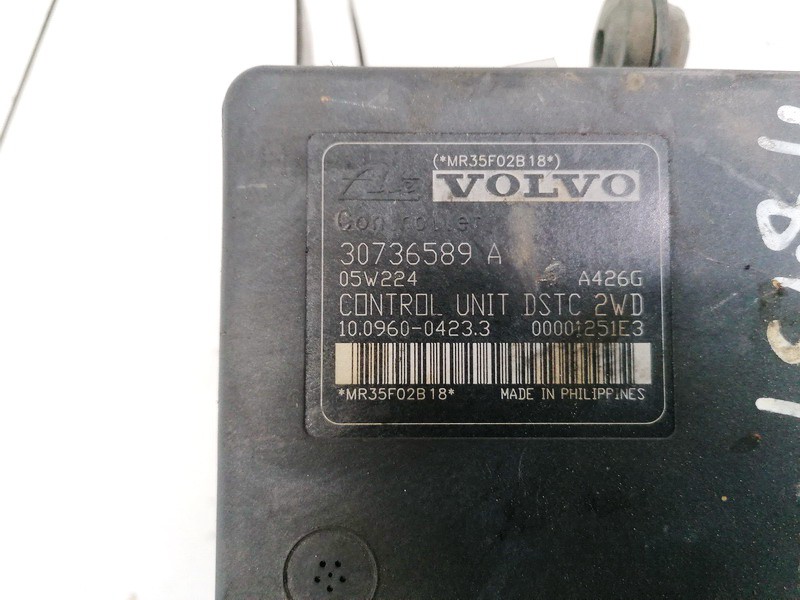 (*MR35F02B18*)
Ate VOLVO
Controller
30736589 A
05W224 A426G
CONTROL UNIT DSTC 2WD
10.0960-0423.3 00001251E3
*MR35F02B18* MADE IN PHILIPPINES